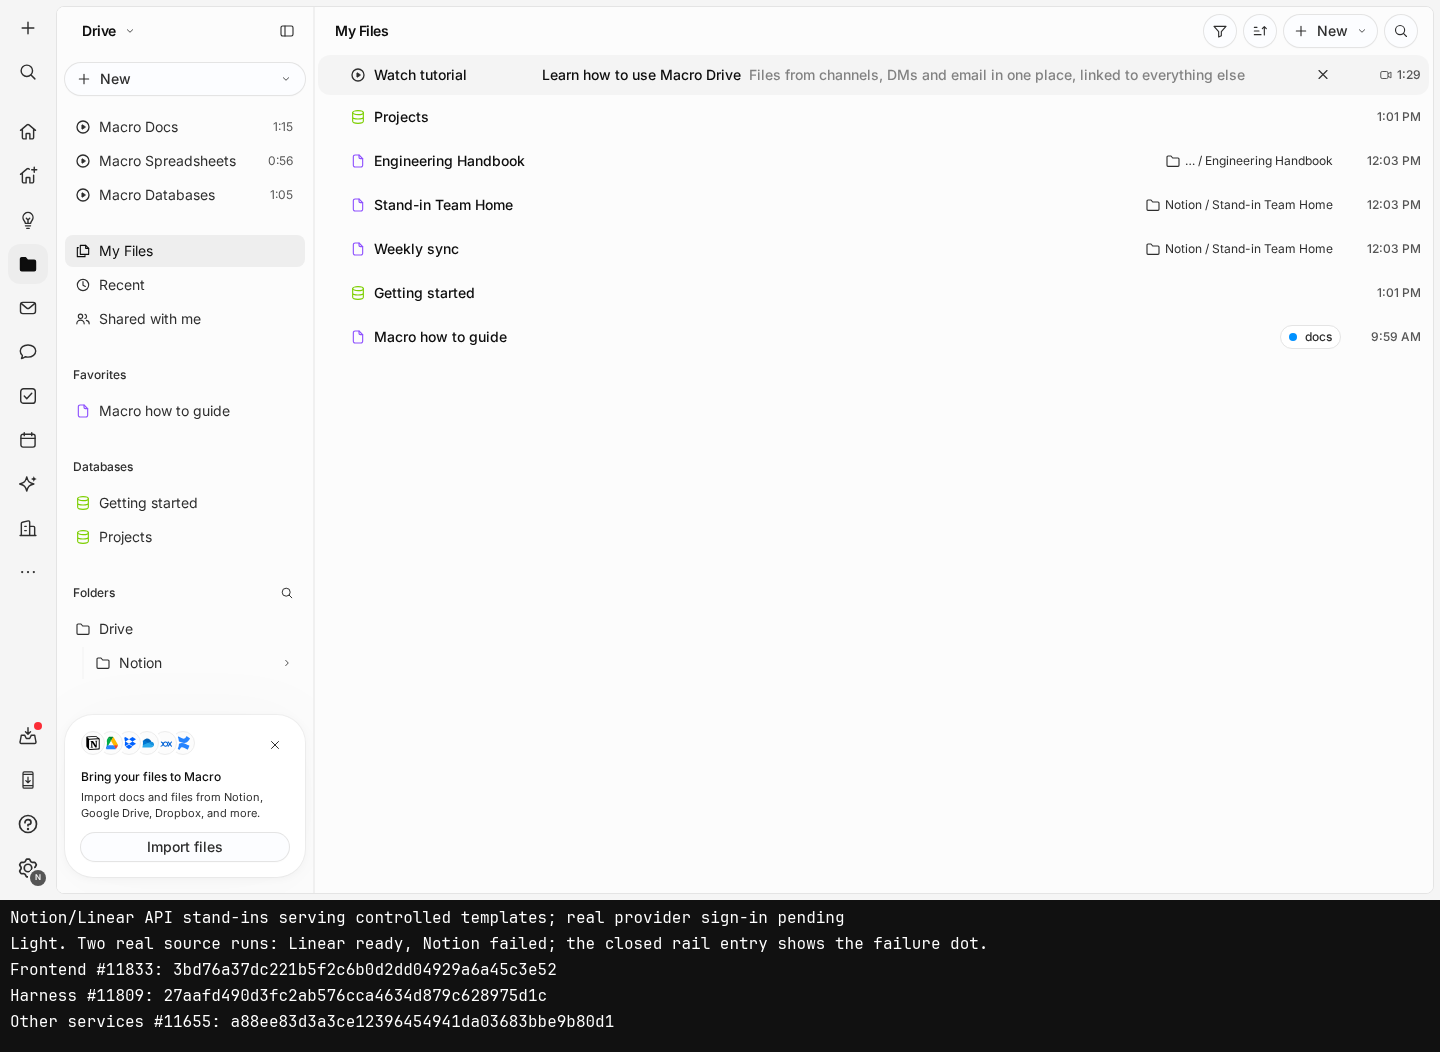 Drive
New
Macro Docs 1:15
Macro Spreadsheets 0:56
Macro Databases 1:05
My Files
Recent
Shared with me
Favorites
Macro how to guide
Databases
Getting started
Projects
Folders
Drive
Notion
Bring your files to Macro
Import docs and files from Notion,
Google Drive, Dropbox, and more.
Import files
N
My Files
New
Watch tutorial Learn how to use Macro Drive Files from channels, DMs and email in one place, linked to everything else 1:29
Projects 1:01 PM
Engineering Handbook ... / Engineering Handbook 12:03 PM
Stand-in Team Home Notion / Stand-in Team Home 12:03 PM
Weekly sync Notion / Stand-in Team Home 12:03 PM
Getting started 1:01 PM
Macro how to guide docs 9:59 AM
Notion/Linear API stand-ins serving controlled templates; real provider sign-in pending
Light. Two real source runs: Linear ready, Notion failed; the closed rail entry shows the failure dot.
Frontend #11833: 3bd76a37dc221b5f2c6b0d2dd04929a6a45c3e52
Harness #11809: 27aafd490d3fc2ab576cca4634d879c628975d1c
Other services #11655: a88ee83d3a3ce12396454941da03683bbe9b80d1